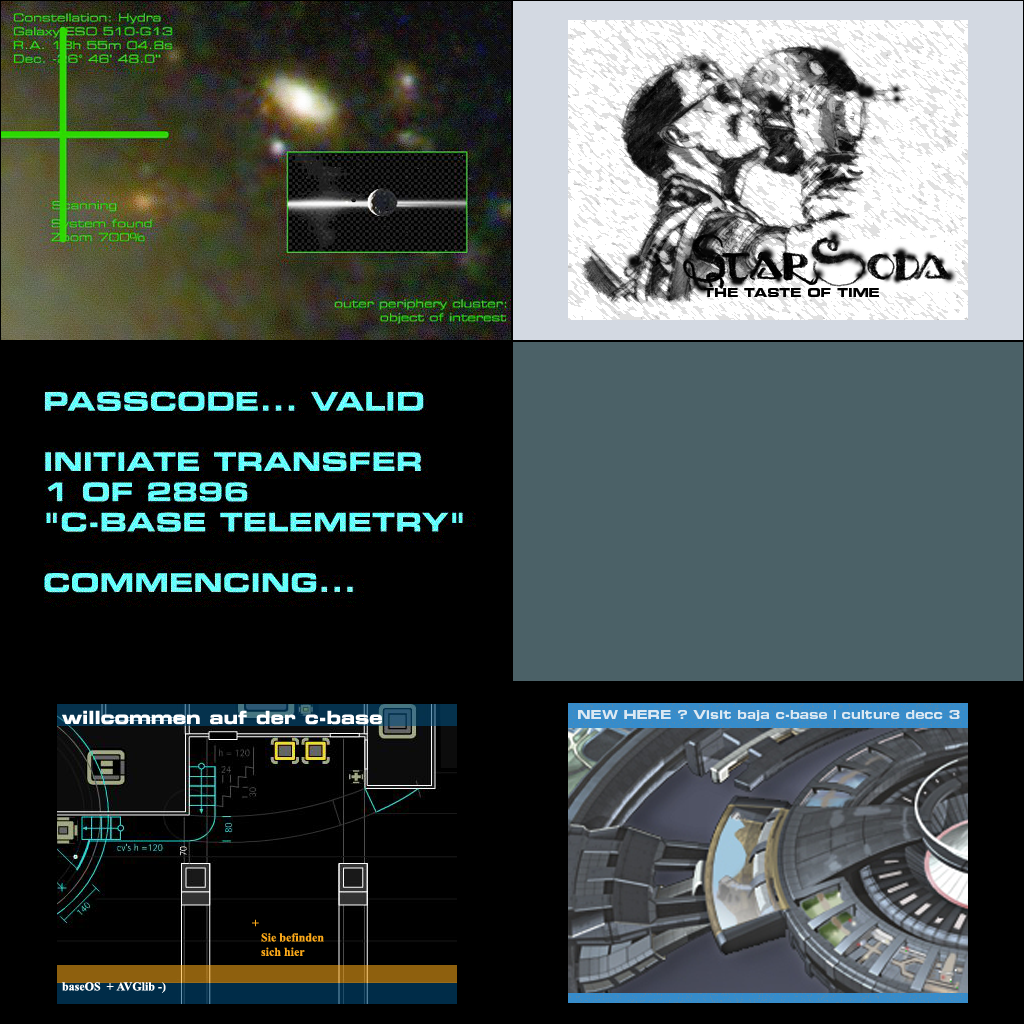 Constellation: Hydra
Galaxy ESO 510-G13
R.A. 13h 55m 04.8s
Dec. -26° 46' 48.0"
Scanning
System found
Zoom 700%
outer periphery cluster:
object of interest
STARSODA
THE TASTE OF TIME
PASSCODE... VALID
INITIATE TRANSFER
1 OF 2896
"C-BASE TELEMETRY"
COMMENCING...
willcommen auf der c-base
h = 120
24
30
80
cv's h =120
70
140
Sie befinden
sich hier
baseOS + AVGlib -)
NEW HERE ? Visit baja c-base | culture decc 3